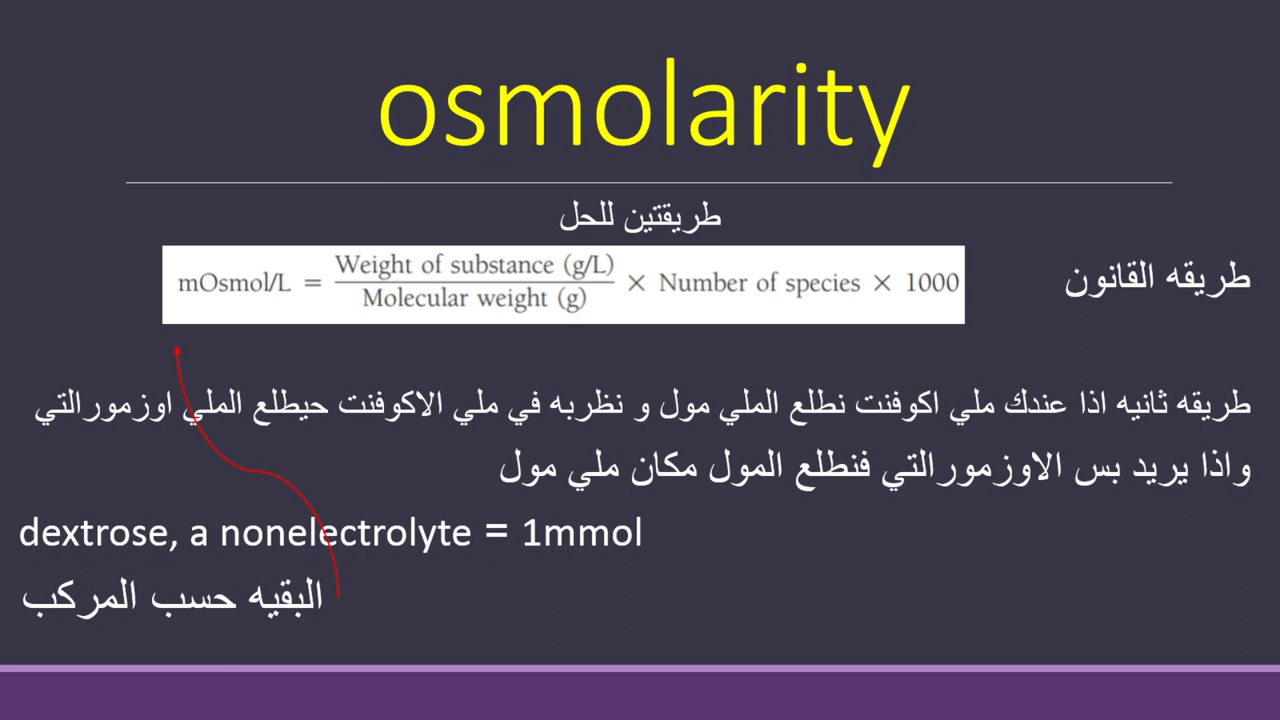 osmolarity
طريقتين للحل
طريقه القانون
mOsmol/L = Weight of substance (g/L) / Molecular weight (g) × Number of species × 1000
طريقه ثانيه اذا عندك ملي اكوفنت نطلع الملي مول و نظربه في ملي الاكوفنت حيطلع الملي اوزمورالتي
واذا يريد بس الاوزمورالتي فنطلع المول مكان ملي مول
dextrose, a nonelectrolyte = 1mmol
البقيه حسب المركب